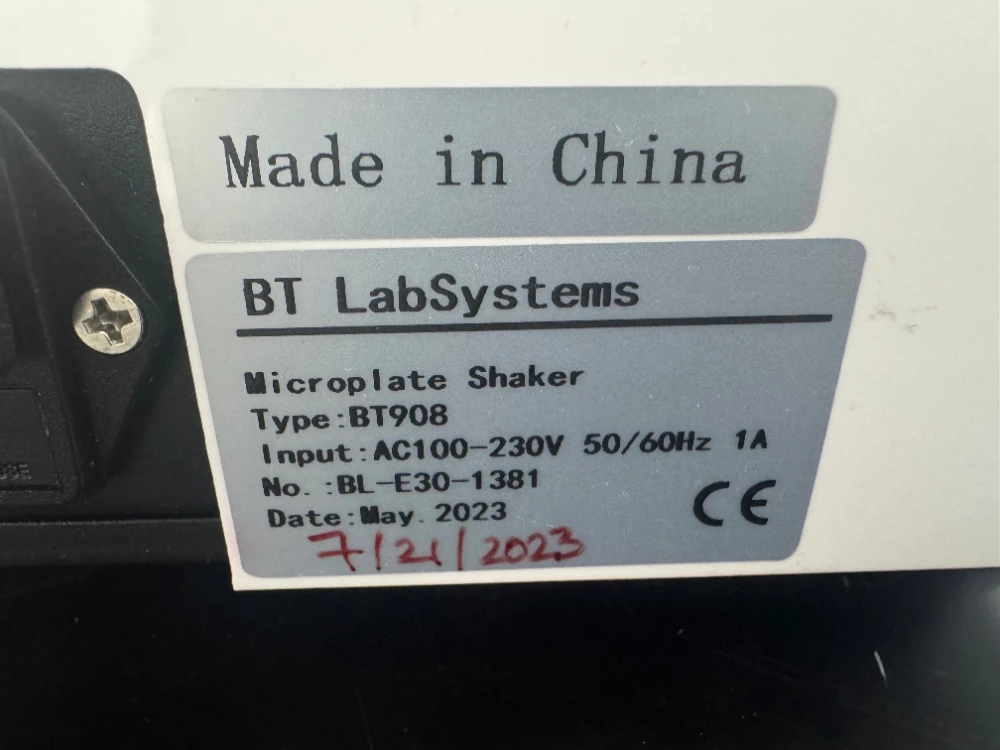 Made in China
BT LabSystems
Microplate Shaker
Type:BT908
Input:AC100-230V 50/60Hz 1A
No.:BL-E30-1381
Date:May.2023
CE
7/21/2023